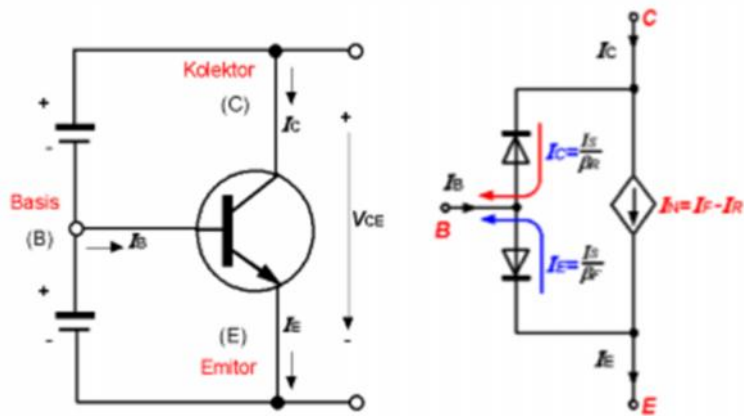 Kolektor
(C)
IC
+
-
+
VCE
-
Basis
(B)
IB
+
-
(E)
IE
Emitor
C
IC
IC=IS/βR
IB
B
IN=IF-IR
IE=IS/βF
IE
E